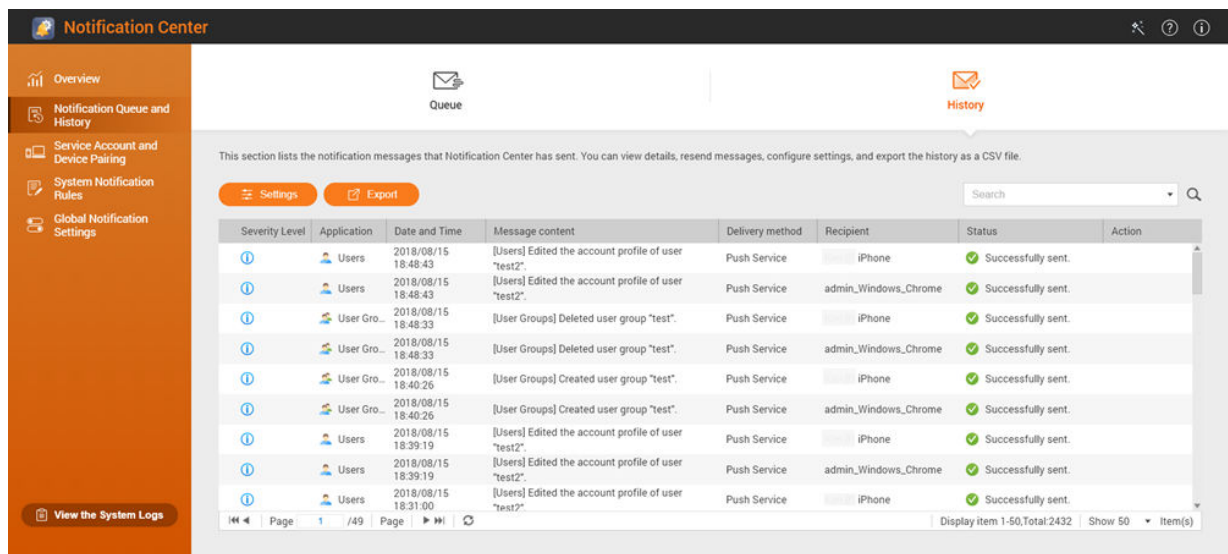 Notification Center
Overview
Notification Queue and
History
Service Account and
Device Pairing
System Notification
Rules
Global Notification
Settings
View the System Logs
Queue
History
This section lists the notification messages that Notification Center has sent. You can view details, resend messages, configure settings, and export the history as a CSV file.
Settings Export Search
Severity Level Application Date and Time Message content Delivery method Recipient Status Action
Users 2018/08/15 18:48:43 [Users] Edited the account profile of user "test2". Push Service iPhone Successfully sent.
Users 2018/08/15 18:48:43 [Users] Edited the account profile of user "test2". Push Service admin_Windows_Chrome Successfully sent.
User Gro... 2018/08/15 18:48:33 [User Groups] Deleted user group "test". Push Service iPhone Successfully sent.
User Gro... 2018/08/15 18:48:33 [User Groups] Deleted user group "test". Push Service admin_Windows_Chrome Successfully sent.
User Gro... 2018/08/15 18:40:26 [User Groups] Created user group "test". Push Service iPhone Successfully sent.
User Gro... 2018/08/15 18:40:26 [User Groups] Created user group "test". Push Service admin_Windows_Chrome Successfully sent.
Users 2018/08/15 18:39:19 [Users] Edited the account profile of user "test2". Push Service iPhone Successfully sent.
Users 2018/08/15 18:39:19 [Users] Edited the account profile of user "test2". Push Service admin_Windows_Chrome Successfully sent.
Users 2018/08/15 18:31:00 [Users] Edited the account profile of user "test2". Push Service iPhone Successfully sent.
Page 1 /49 Page Display item 1-50,Total:2432 Show 50 Item(s)